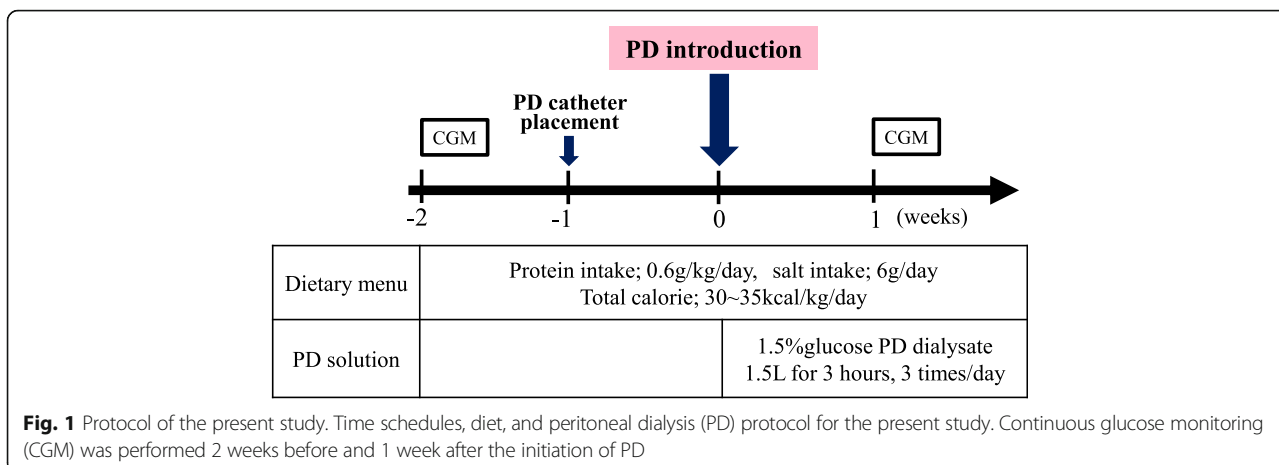 PD introduction
PD catheter
placement
CGM
CGM
-2
-1
0
1
(weeks)
Dietary menu
Protein intake; 0.6g/kg/day, salt intake; 6g/day
Total calorie; 30~35kcal/kg/day
PD solution
1.5%glucose PD dialysate
1.5L for 3 hours, 3 times/day
Fig. 1 Protocol of the present study. Time schedules, diet, and peritoneal dialysis (PD) protocol for the present study. Continuous glucose monitoring
(CGM) was performed 2 weeks before and 1 week after the initiation of PD